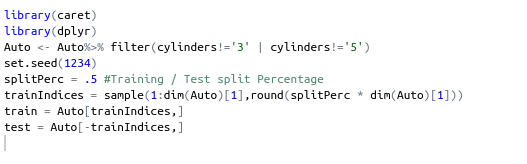 library(caret)
library(dplyr)
Auto <- Auto%>% filter(cylinders!='3' | cylinders!='5')
set.seed(1234)
splitPerc = .5 #Training / Test split Percentage
trainIndices = sample(1:dim(Auto)[1],round(splitPerc * dim(Auto)[1]))
train = Auto[trainIndices,]
test = Auto[-trainIndices,]